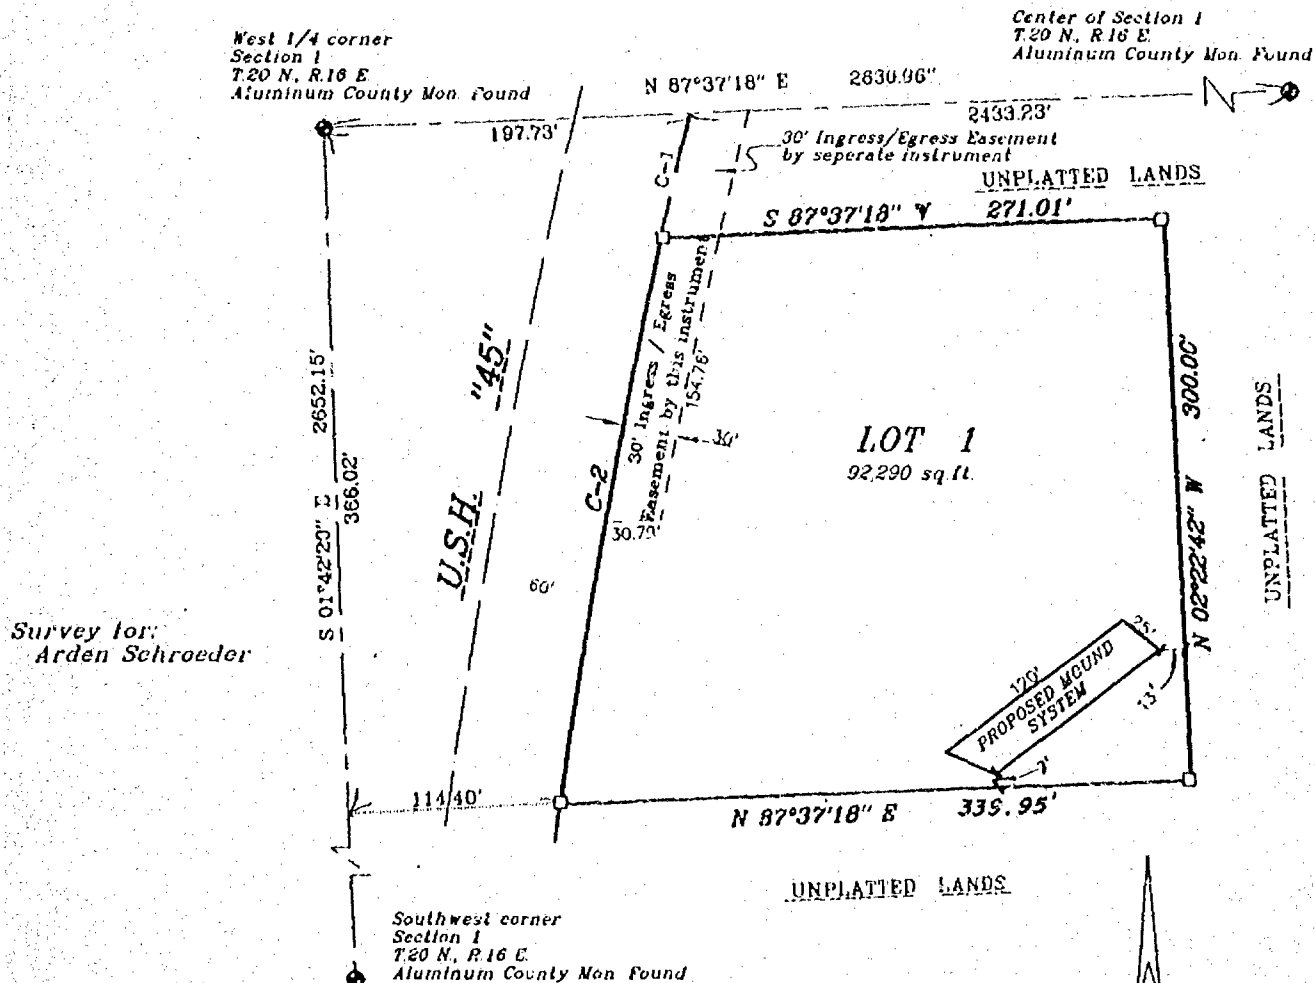 Center of Section 1
T.20 N., R.16 E.
Aluminum County Mon. Found
West 1/4 corner
Section 1
T.20 N., R.16 E.
Aluminum County Mon. Found
N 87°37'18" E 2630.96"
197.73'
2433.23'
30' Ingress/Egress Easement
by seperate instrument
C-1
UNPLATTED LANDS
S 87°37'18" W 271.01'
30' Ingress / Egress
Easement by this instrument
154.76'
30'
30.79'
C-2
60'
U.S.H. "45"
2652.15'
S 01°42'29" E
366.02'
LOT 1
92,290 sq.ft.
300.00'
N 02°22'42" W
UNPLATTED LANDS
Survey for:
Arden Schroeder
25'
120'
PROPOSED MOUND
SYSTEM
13'
114.40'
N 87°37'18" E
UNPLATTED LANDS
Southwest corner
Section 1
T.20 N., R.16 E.
Aluminum County Mon. Found